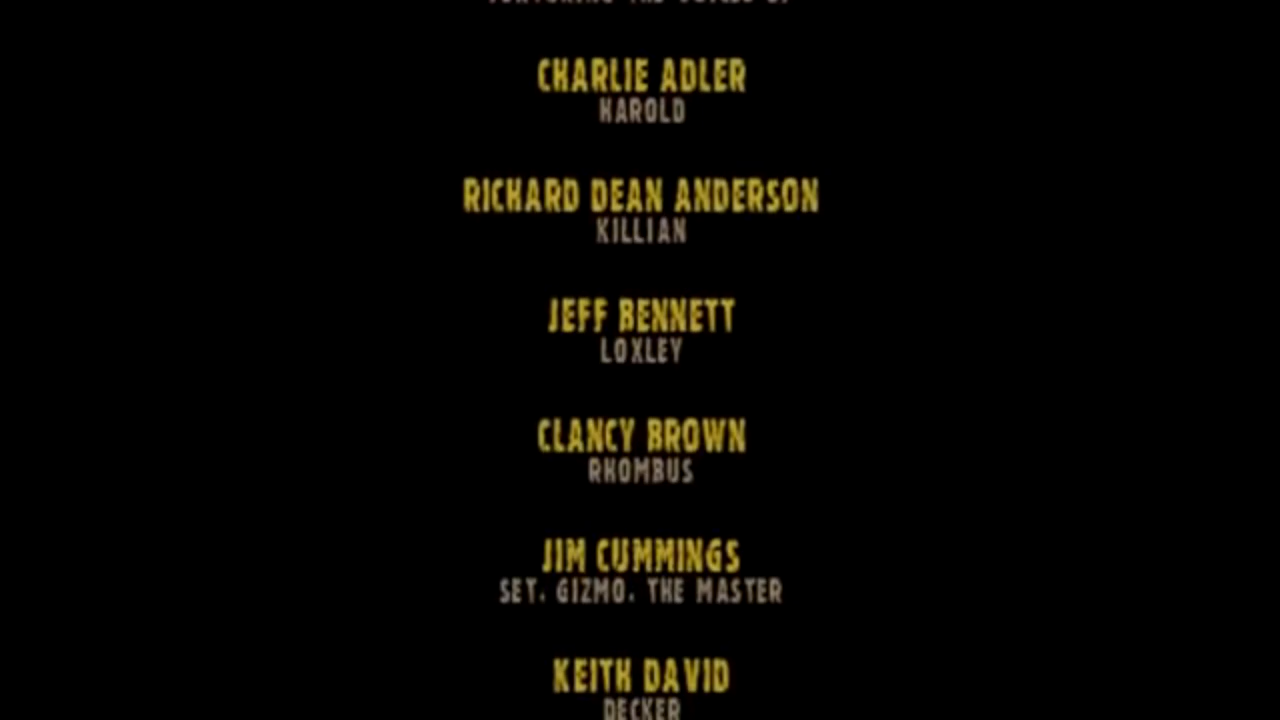 CHARLIE ADLER
HAROLD
RICHARD DEAN ANDERSON
KILLIAN
JEFF BENNETT
LOXLEY
CLANCY BROWN
RHOMBUS
JIM CUMMINGS
SET, GIZMO, THE MASTER
KEITH DAVID
DECKER